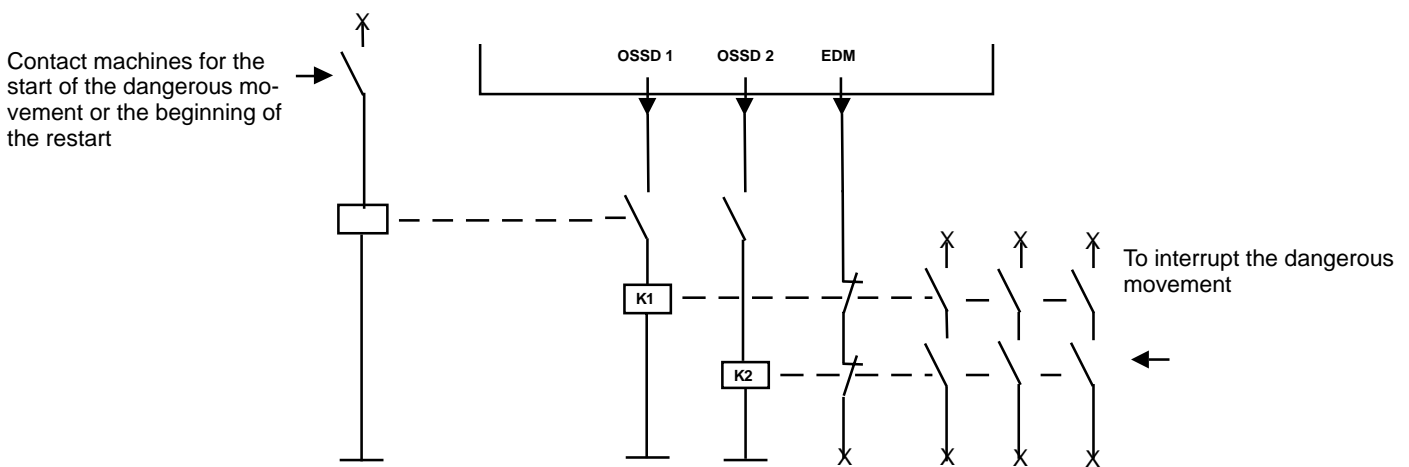 X
Contact machines for the
start of the dangerous mo-
vement or the beginning of
the restart
OSSD 1 OSSD 2 EDM
X X X
To interrupt the dangerous
movement
K1
K2
X X X X